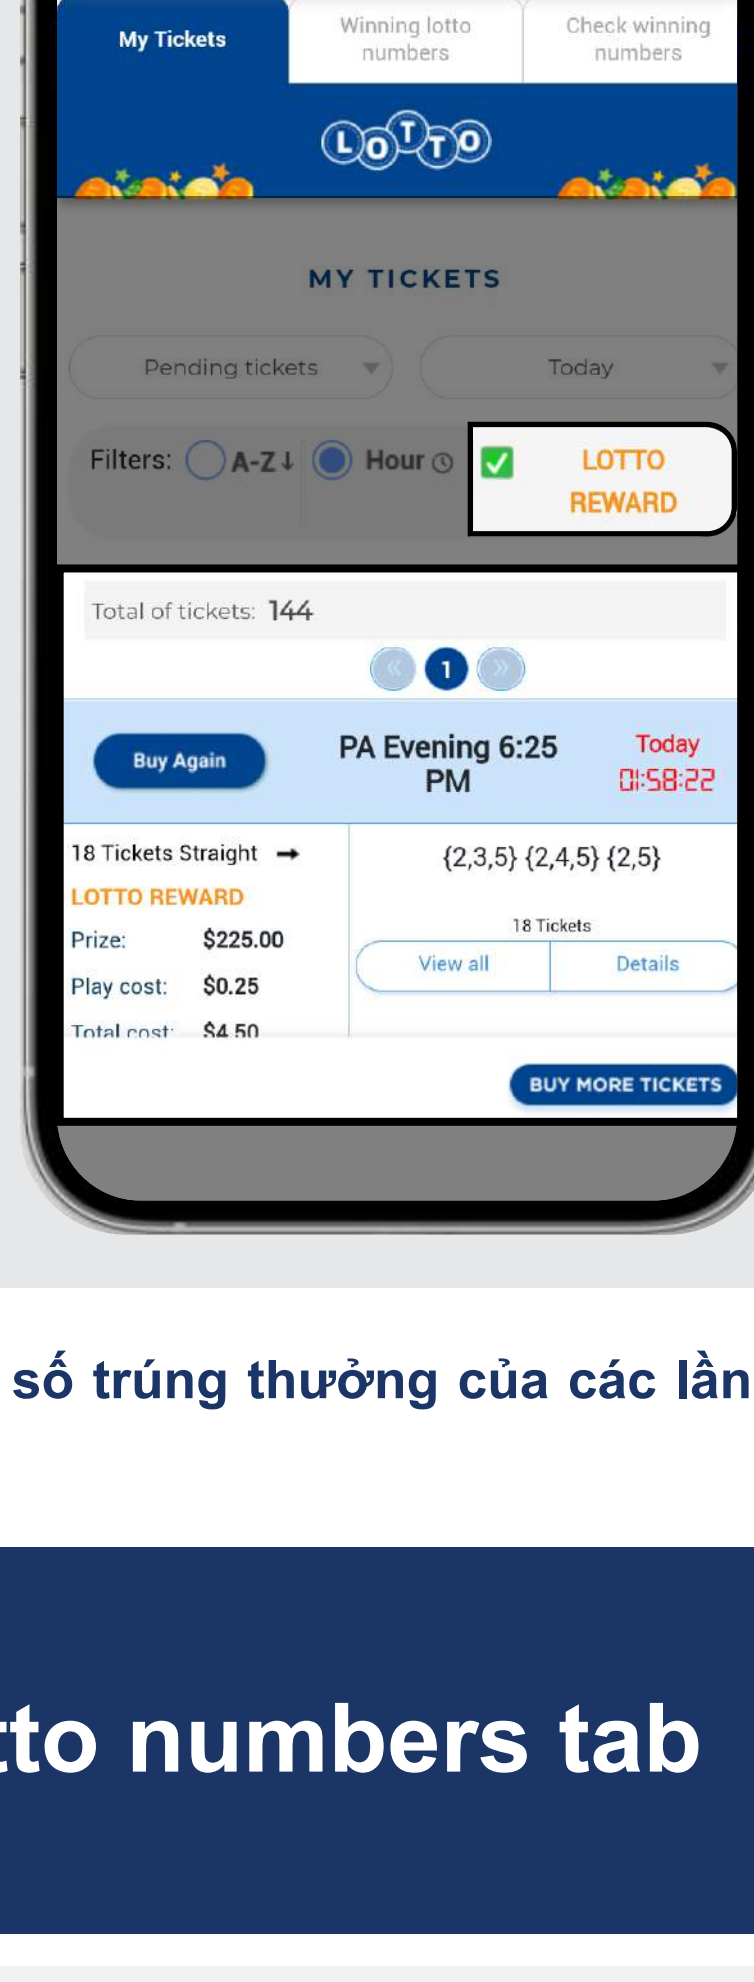 My Tickets
Winning lotto
numbers
Check winning
numbers
LOTTO
MY TICKETS
Pending tickets
Today
Filters: A-Z↓ Hour
LOTTO
REWARD
Total of tickets: 144
« 1 »
Buy Again
PA Evening 6:25
PM
Today
01:58:22
18 Tickets Straight →
LOTTO REWARD
Prize: $225.00
Play cost: $0.25
Total cost: $4.50
{2,3,5} {2,4,5} {2,5}
18 Tickets
View all
Details
BUY MORE TICKETS
số trúng thưởng của các lần
tto numbers tab